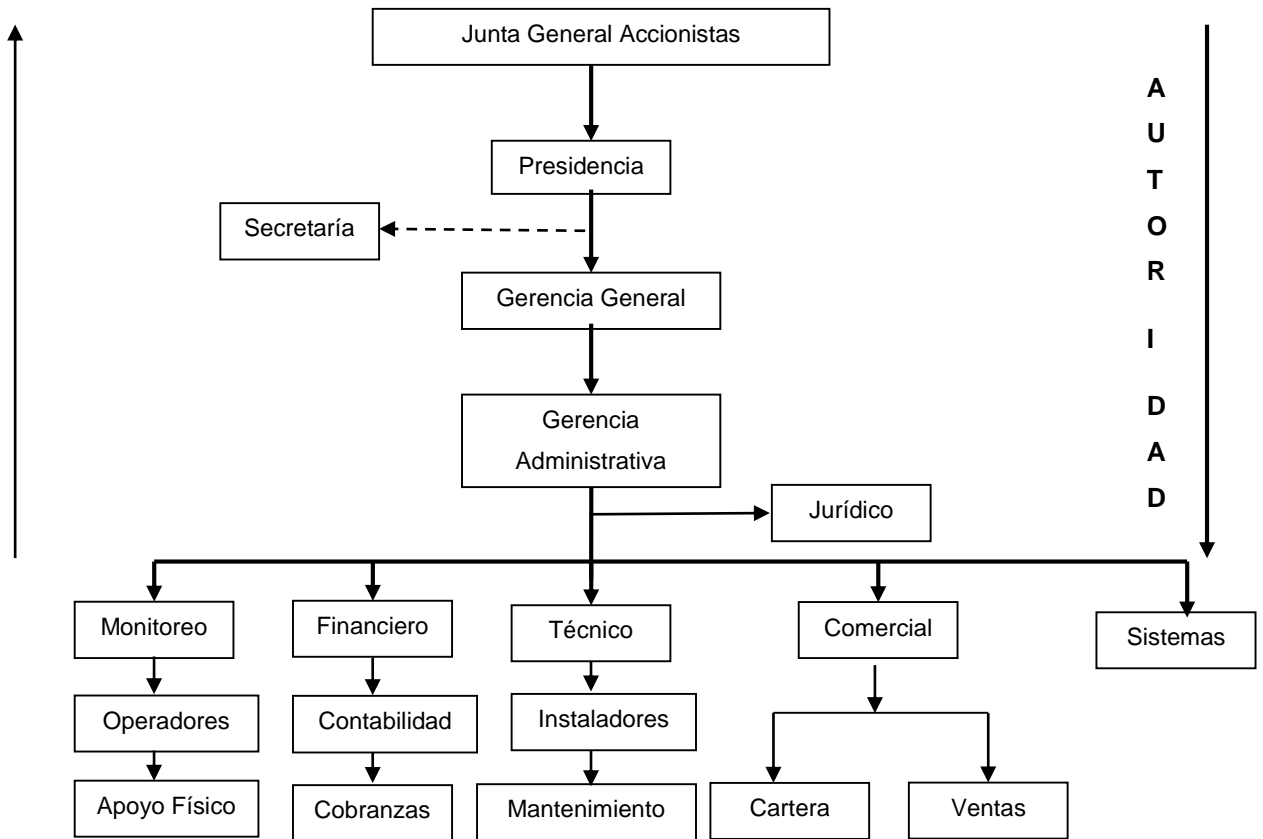 Junta General Accionistas
Presidencia
Secretaría
Gerencia General
Gerencia
Administrativa
Jurídico
Monitoreo
Financiero
Técnico
Comercial
Sistemas
Operadores
Contabilidad
Instaladores
Apoyo Físico
Cobranzas
Mantenimiento
Cartera
Ventas
A
U
T
O
R
I
D
A
D